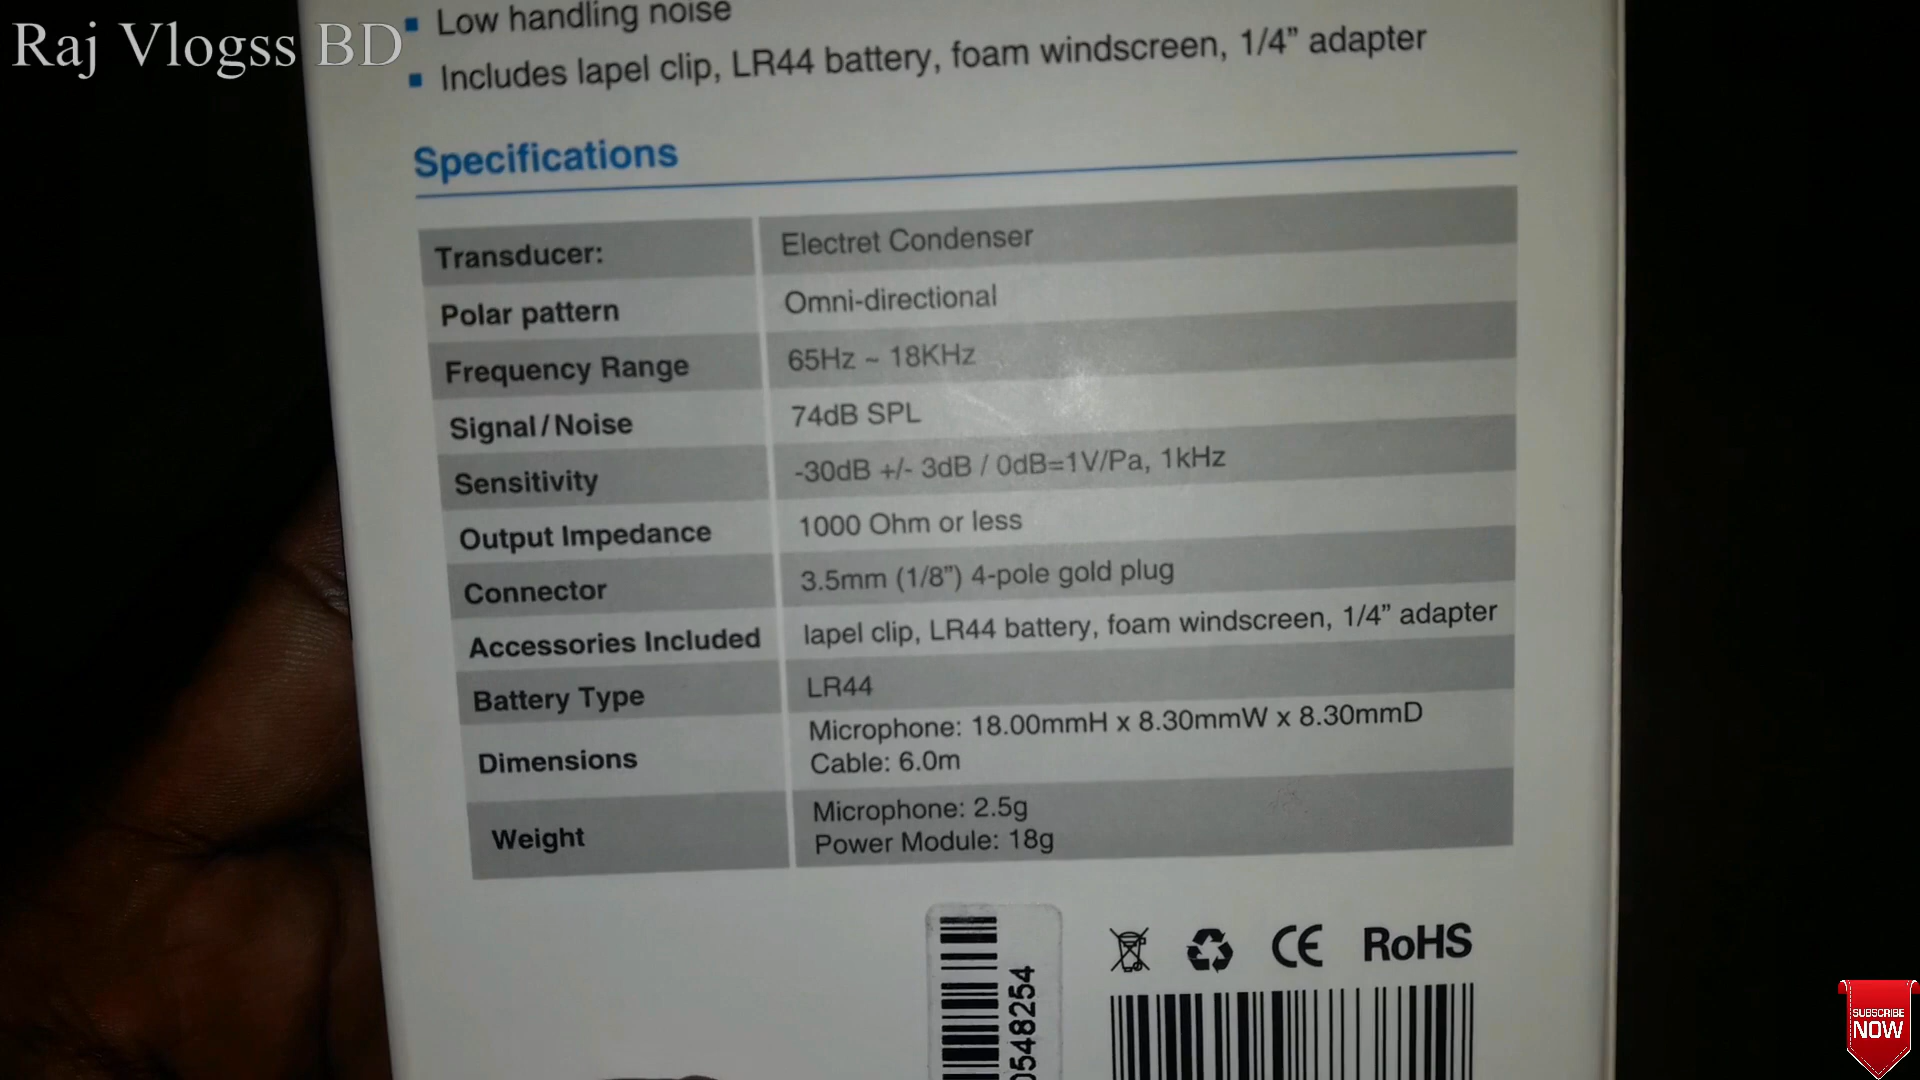 Raj Vlogss BD
▪ Low handling noise
▪ Includes lapel clip, LR44 battery, foam windscreen, 1/4” adapter
Specifications
Transducer: Electret Condenser
Polar pattern Omni-directional
Frequency Range 65Hz ~ 18KHz
Signal/Noise 74dB SPL
Sensitivity -30dB +/- 3dB / 0dB=1V/Pa, 1kHz
Output Impedance 1000 Ohm or less
Connector 3.5mm (1/8”) 4-pole gold plug
Accessories Included lapel clip, LR44 battery, foam windscreen, 1/4” adapter
Battery Type LR44
Dimensions Microphone: 18.00mmH x 8.30mmW x 8.30mmD
Cable: 6.0m
Weight Microphone: 2.5g
Power Module: 18g
CE RoHS
0548254
SUBSCRIBE
NOW